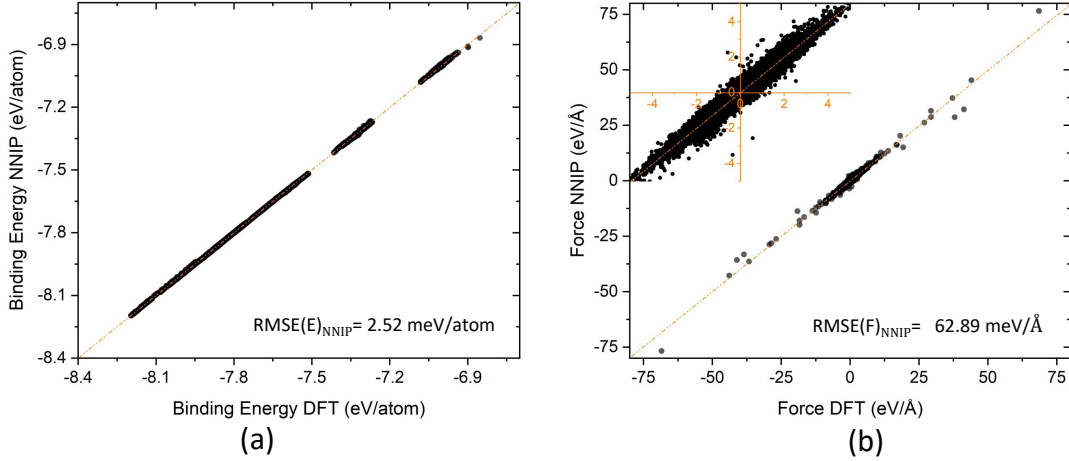 -6.9
-7.2
-7.5
-7.8
-8.1
-8.4
Binding Energy NNIP (eV/atom)
RMSE(E)NNIP= 2.52 meV/atom
-8.4 -8.1 -7.8 -7.5 -7.2 -6.9
Binding Energy DFT (eV/atom)
(a)
75
50
25
0
-25
-50
-75
Force NNIP (eV/Å)
4
2
0
-2
-4
-4 -2 0 2 4
RMSE(F)NNIP= 62.89 meV/Å
-75 -50 -25 0 25 50 75
Force DFT (eV/Å)
(b)